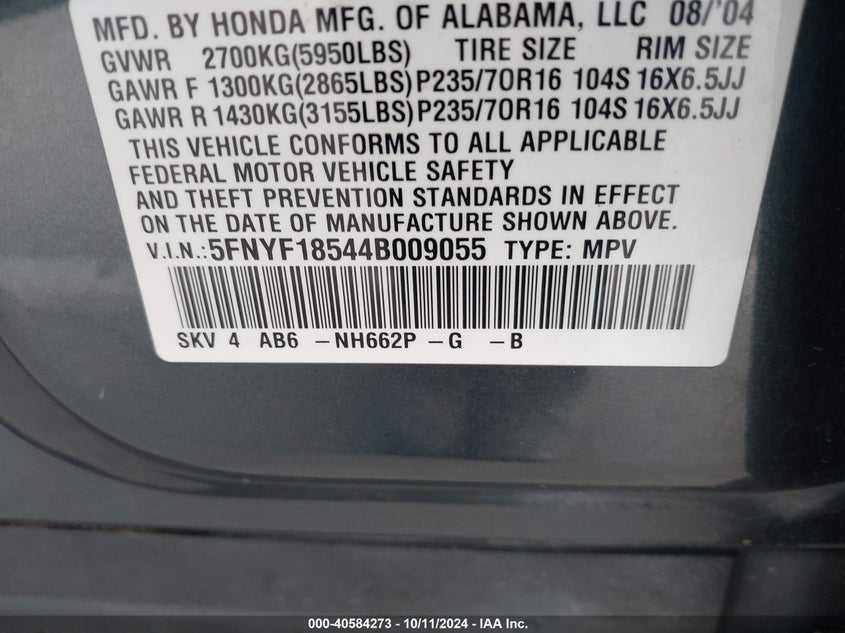 MFD. BY HONDA MFG. OF ALABAMA, LLC 08/'04
GVWR 2700KG(5950LBS) TIRE SIZE RIM SIZE
GAWR F 1300KG(2865LBS)P235/70R16 104S 16X6.5JJ
GAWR R 1430KG(3155LBS)P235/70R16 104S 16X6.5JJ
THIS VEHICLE CONFORMS TO ALL APPLICABLE
FEDERAL MOTOR VEHICLE SAFETY
AND THEFT PREVENTION STANDARDS IN EFFECT
ON THE DATE OF MANUFACTURE SHOWN ABOVE.
V.I.N.:5FNYF18544B009055 TYPE: MPV
SKV 4 AB6 -NH662P -G -B
000-40584273 - 10/11/2024 - IAA Inc.